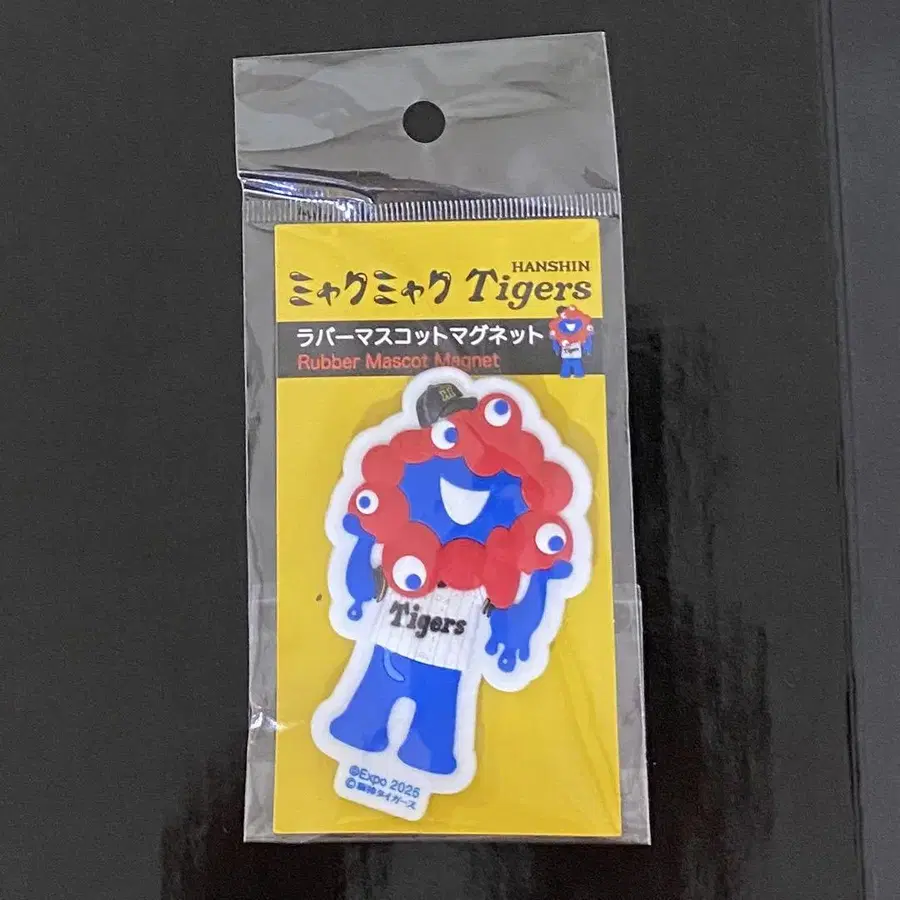 HANSHIN
ミャクミャク Tigers
ラバーマスコットマグネット
Rubber Mascot Magnet
Tigers
©Expo 2025
©阪神タイガース